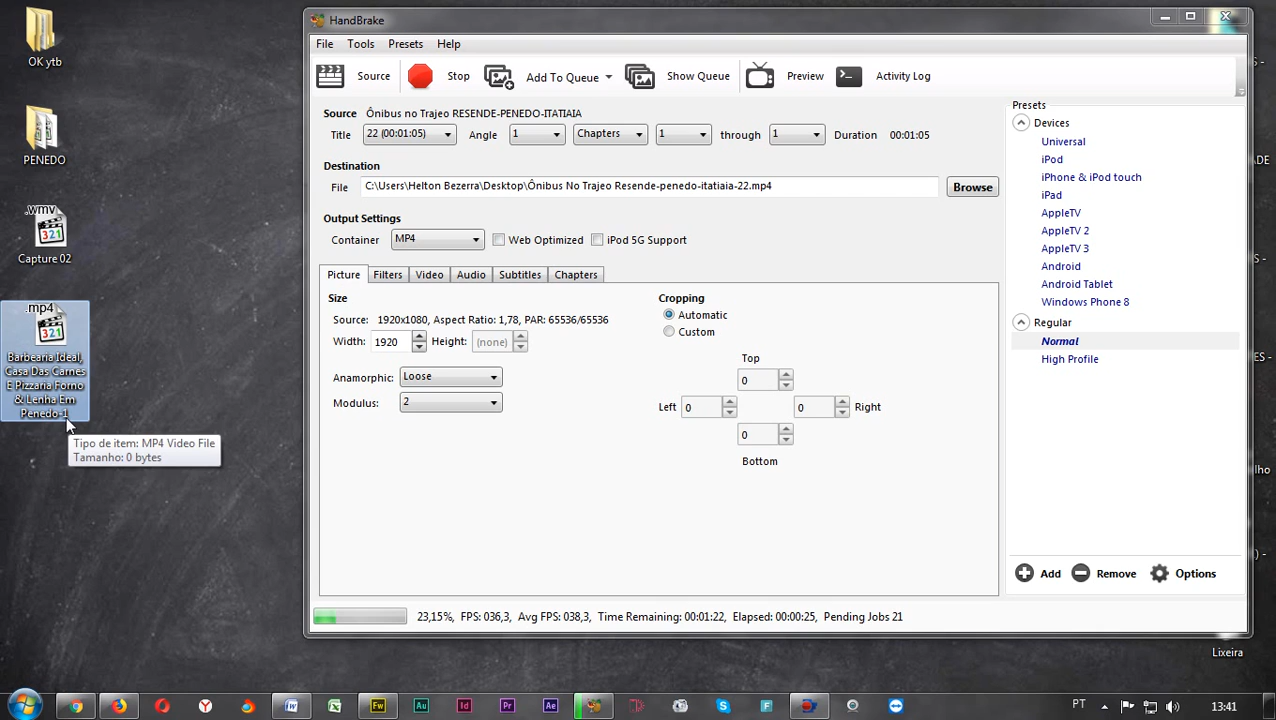 OK ytb
PENEDO
.wmv
321
Capture 02
.mp4
321
Barbearia Ideal,
Casa Das Carnes
E Pizzaria Forno
& Lenha Em
Penedo-1
Tipo de item: MP4 Video File
Tamanho: 0 bytes
HandBrake
File Tools Presets Help
Source Stop Add To Queue Show Queue Preview Activity Log
Source Ônibus no Trajeo RESENDE-PENEDO-ITATIAIA
Title 22 (00:01:05) Angle 1 Chapters 1 through 1 Duration 00:01:05
Destination
File C:\Users\Helton Bezerra\Desktop\Ônibus No Trajeo Resende-penedo-itatiaia-22.mp4 Browse
Output Settings
Container MP4 Web Optimized iPod 5G Support
Picture Filters Video Audio Subtitles Chapters
Size
Source: 1920x1080, Aspect Ratio: 1,78, PAR: 65536/65536
Width: 1920 Height: (none)
Anamorphic: Loose
Modulus: 2
Cropping
Automatic
Custom
Top
0
Left 0 0 Right
0
Bottom
Presets
Devices
Universal
iPod
iPhone & iPod touch
iPad
AppleTV
AppleTV 2
AppleTV 3
Android
Android Tablet
Windows Phone 8
Regular
Normal
High Profile
Add Remove Options
23,15%, FPS: 036,3, Avg FPS: 038,3, Time Remaining: 00:01:22, Elapsed: 00:00:25, Pending Jobs 21
Lixeira
Fw Au Id Pr Ae F
PT 13:41